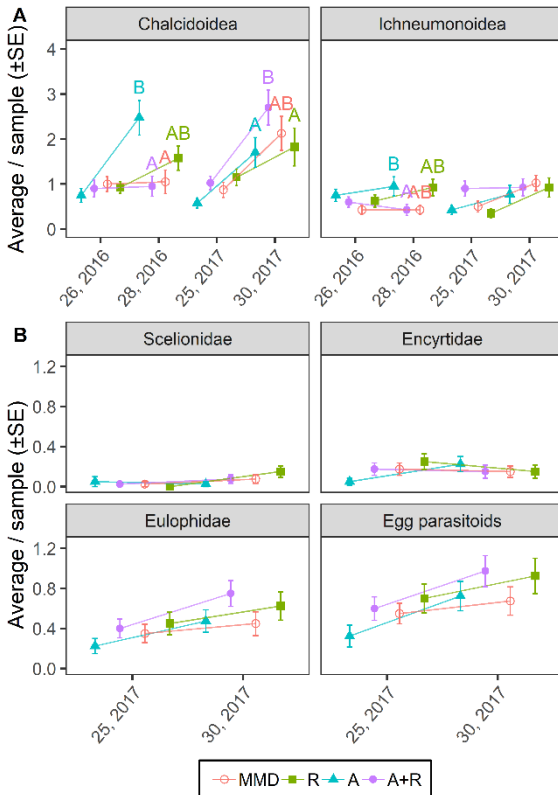 A
Chalcidoidea
Ichneumonoidea
Average / sample (±SE)
4
3
2
1
0
B
AB
A
A
B
A
AB
A
B
AB
A
AB
26, 2016
28, 2016
25, 2017
30, 2017
26, 2016
28, 2016
25, 2017
30, 2017
B
Scelionidae
Encyrtidae
Average / sample (±SE)
1.2
0.8
0.4
0.0
Eulophidae
Egg parasitoids
1.2
0.8
0.4
0.0
25, 2017
30, 2017
25, 2017
30, 2017
MMD R A A+R